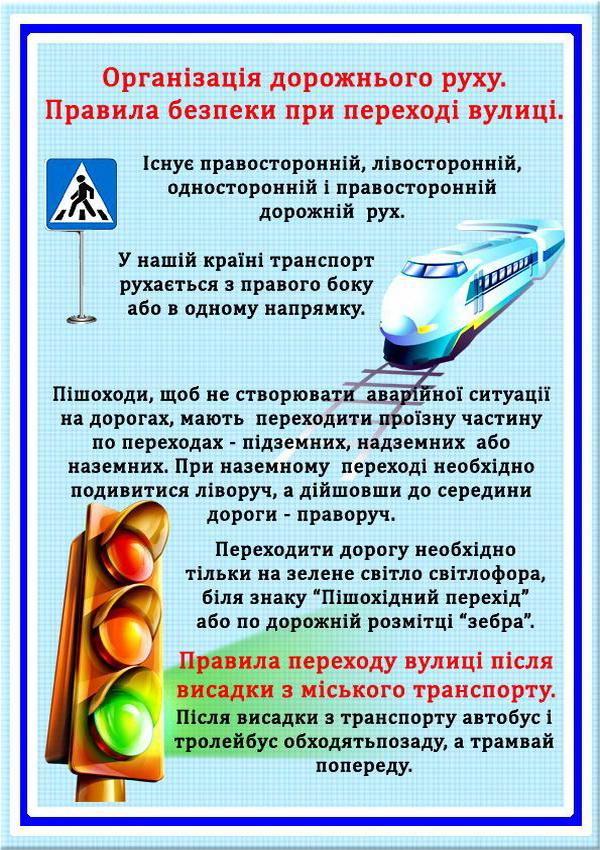 Організація дорожнього руху.
Правила безпеки при переході вулиці.
Існує правосторонній, лівосторонній,
односторонній і правосторонній
дорожній рух.
У нашій країні транспорт
рухається з правого боку
або в одному напрямку.
Пішоходи, щоб не створювати аварійної ситуації
на дорогах, мають переходити проїзну частину
по переходах - підземних, надземних або
наземних. При наземному переході необхідно
подивитися ліворуч, а дійшовши до середини
дороги - праворуч.
Переходити дорогу необхідно
тільки на зелене світло світлофора,
біля знаку “Пішохідний перехід”
або по дорожній розмітці “зебра”.
Правила переходу вулиці після
висадки з міського транспорту.
Після висадки з транспорту автобус і
тролейбус обходятьпозаду, а трамвай
попереду.